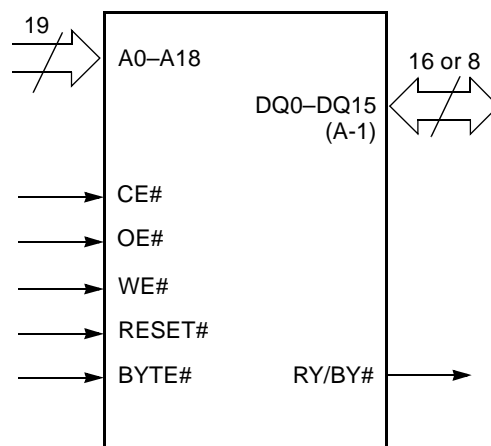 19
A0–A18
16 or 8
DQ0–DQ15
(A-1)
CE#
OE#
WE#
RESET#
BYTE#
RY/BY#